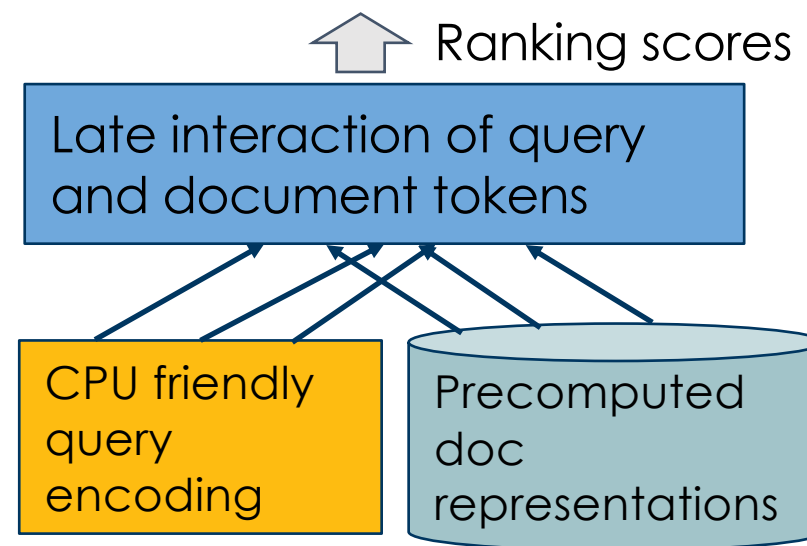 Ranking scores
Late interaction of query
and document tokens
CPU friendly
query
encoding
Precomputed
doc
representations